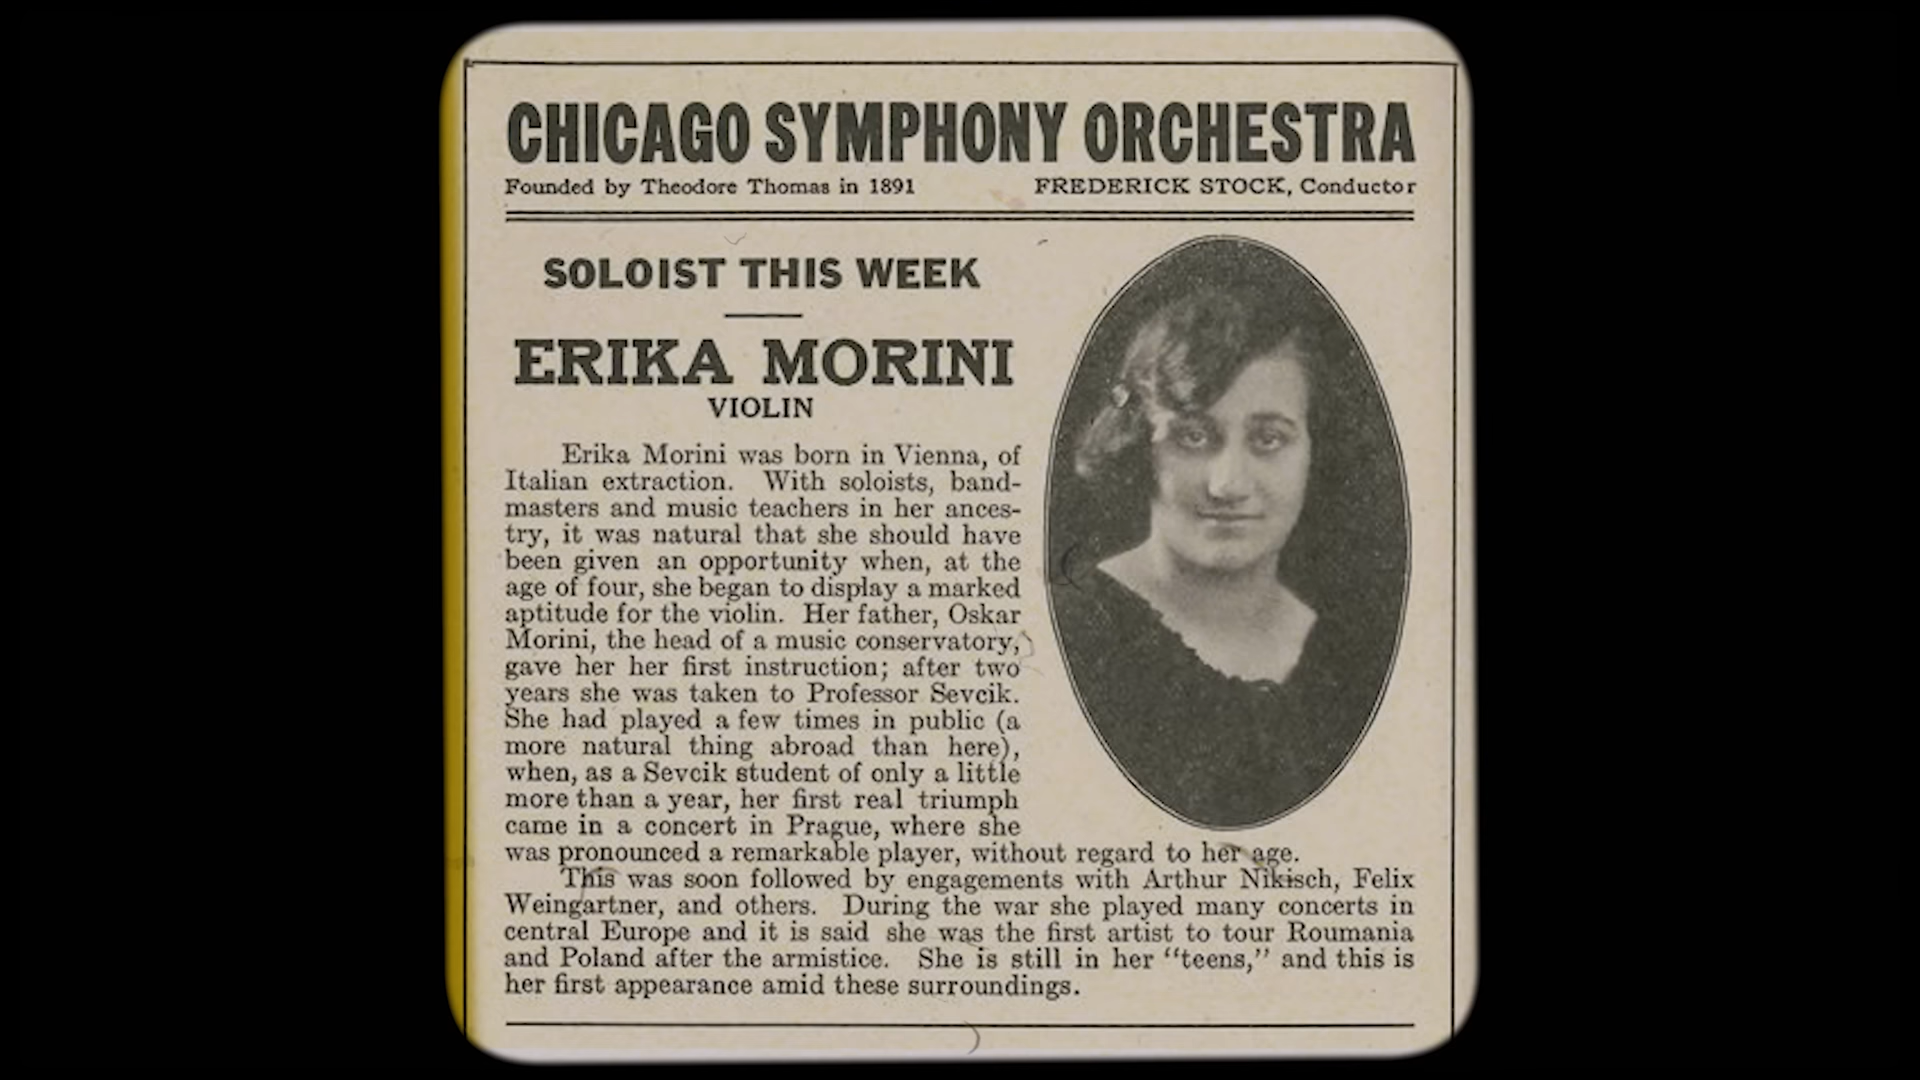 CHICAGO SYMPHONY ORCHESTRA
Founded by Theodore Thomas in 1891 FREDERICK STOCK, Conductor
SOLOIST THIS WEEK
ERIKA MORINI
VIOLIN
Erika Morini was born in Vienna, of
Italian extraction. With soloists, band-
masters and music teachers in her ances-
try, it was natural that she should have
been given an opportunity when, at the
age of four, she began to display a marked
aptitude for the violin. Her father, Oskar
Morini, the head of a music conservatory,
gave her her first instruction; after two
years she was taken to Professor Sevcik.
She had played a few times in public (a
more natural thing abroad than here),
when, as a Sevcik student of only a little
more than a year, her first real triumph
came in a concert in Prague, where she
was pronounced a remarkable player, without regard to her age.
This was soon followed by engagements with Arthur Nikisch, Felix
Weingartner, and others. During the war she played many concerts in
central Europe and it is said she was the first artist to tour Roumania
and Poland after the armistice. She is still in her "teens," and this is
her first appearance amid these surroundings.